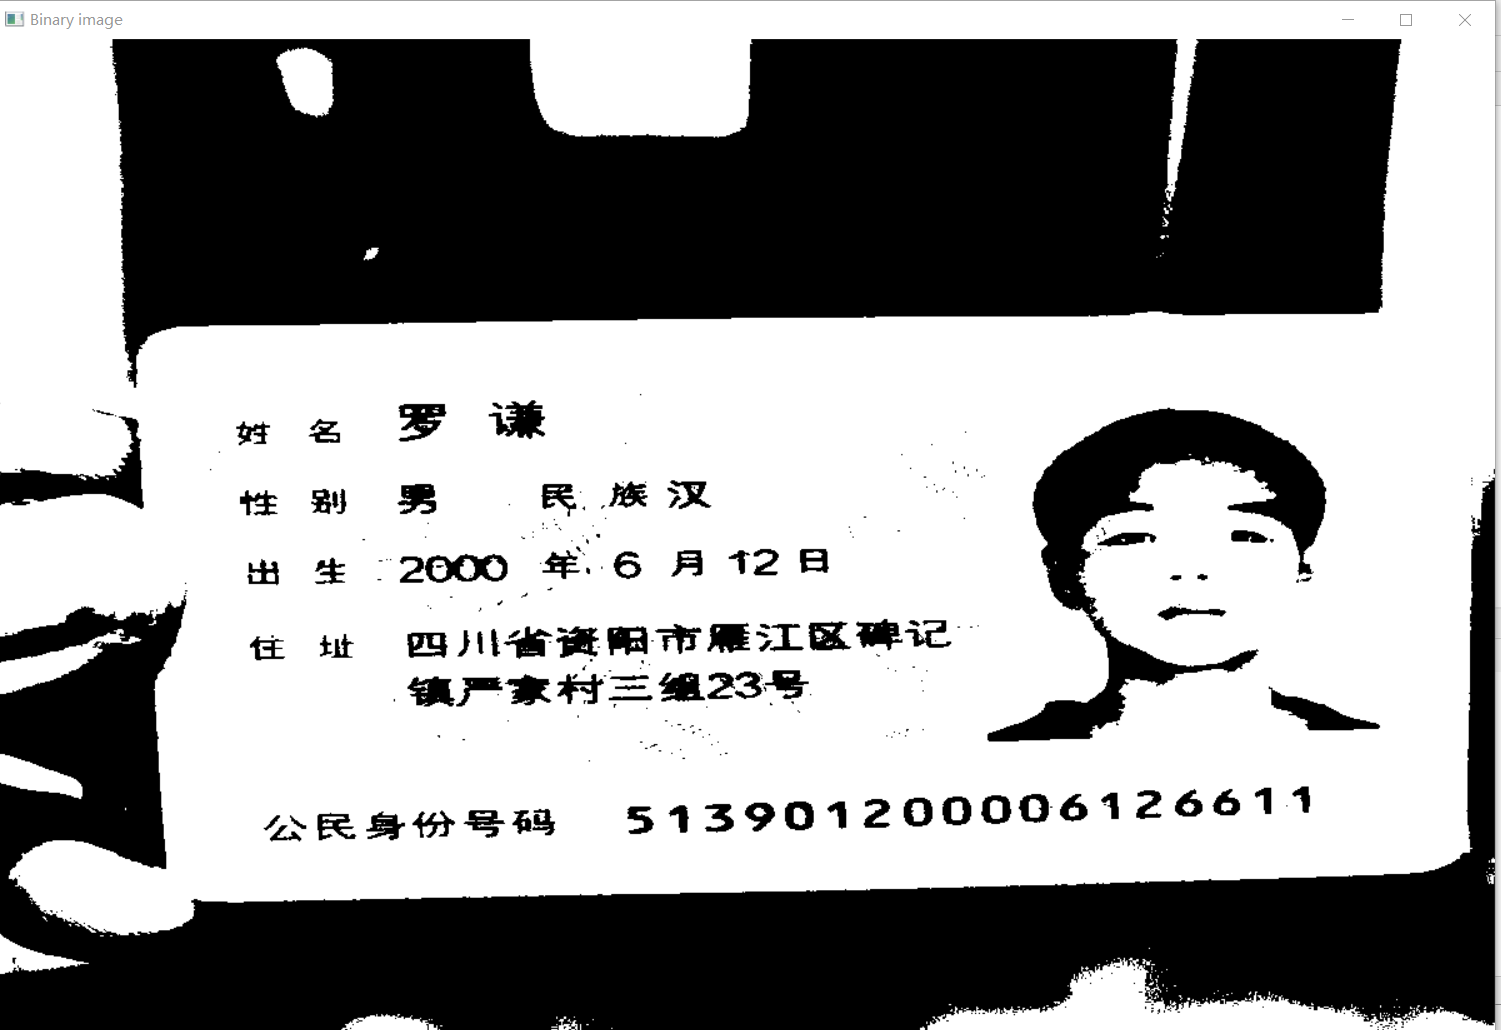 Binary image
姓 名 罗 谦
性 别 男 民 族 汉
出 生 2000 年 6 月 12 日
住 址 四川省资阳市雁江区碑记
镇严家村三组23号
公民身份号码 513901200006126611